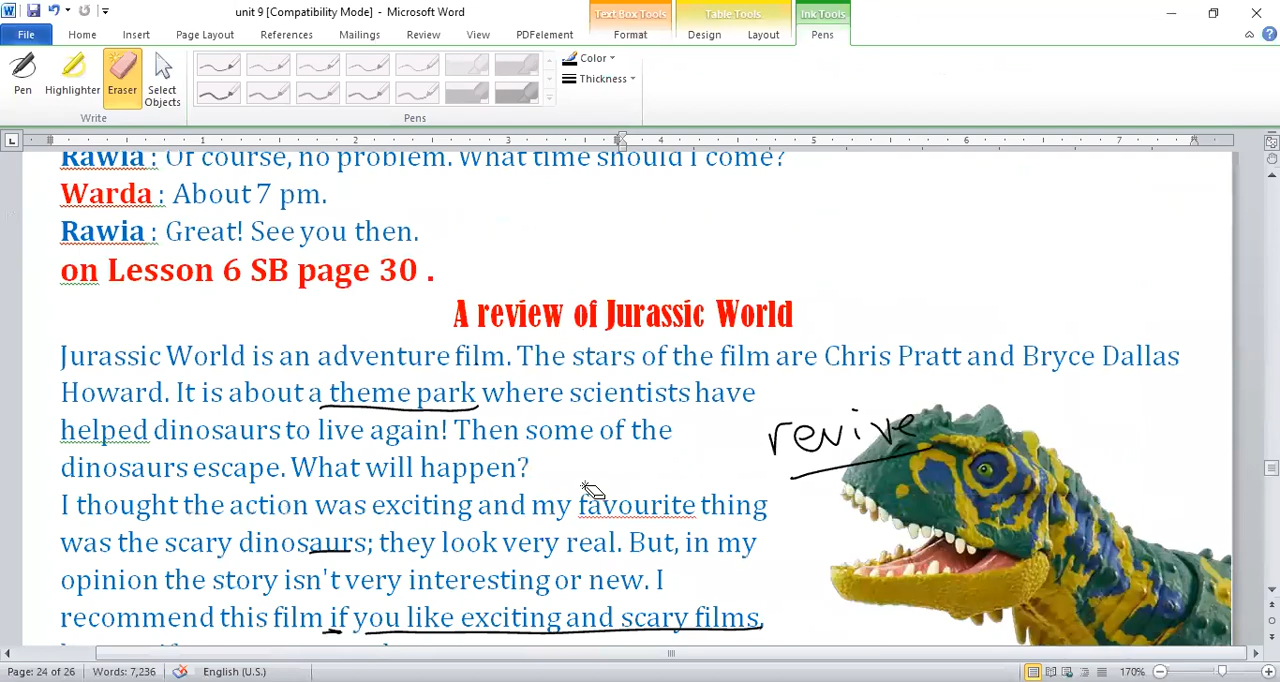 unit 9 [Compatibility Mode] - Microsoft Word
Text Box Tools Table Tools Ink Tools
File Home Insert Page Layout References Mailings Review View PDFelement Format Design Layout Pens
Pen Highlighter Eraser Select Objects
Color
Thickness
Write Pens
1 2 3 4 5 6 7
Rawia : Of course, no problem. What time should I come?
Warda : About 7 pm.
Rawia : Great! See you then.
on Lesson 6 SB page 30 .
A review of Jurassic World
Jurassic World is an adventure film. The stars of the film are Chris Pratt and Bryce Dallas
Howard. It is about a theme park where scientists have
helped dinosaurs to live again! Then some of the
revive
dinosaurs escape. What will happen?
I thought the action was exciting and my favourite thing
was the scary dinosaurs; they look very real. But, in my
opinion the story isn't very interesting or new. I
recommend this film if you like exciting and scary films,
Page: 24 of 26 Words: 7,236 English (U.S.) 170%